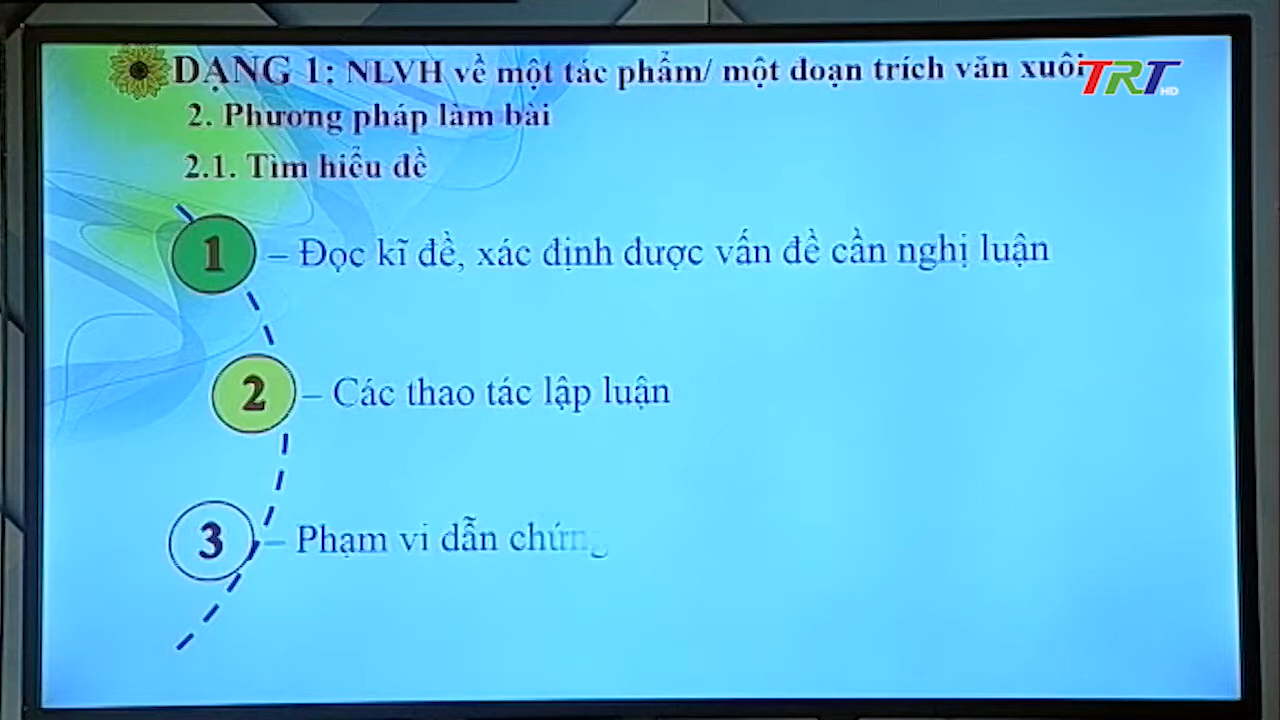 DẠNG 1: NLVH về một tác phẩm/ một đoạn trích văn xuôi
TRT HD
2. Phương pháp làm bài
2.1. Tìm hiểu đề
1 – Đọc kĩ đề, xác định được vấn đề cần nghị luận
2 – Các thao tác lập luận
3 – Phạm vi dẫn chứng